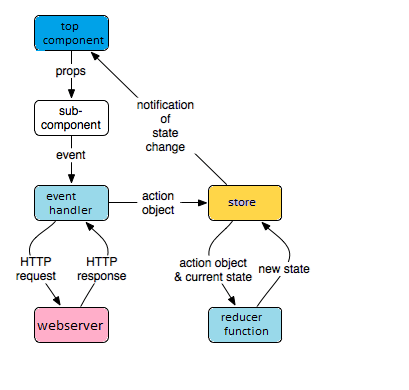 top
component
props
sub-
component
notification
of
state
change
event
event
handler
action
object
store
HTTP
request
HTTP
response
action object
& current state
new state
webserver
reducer
function